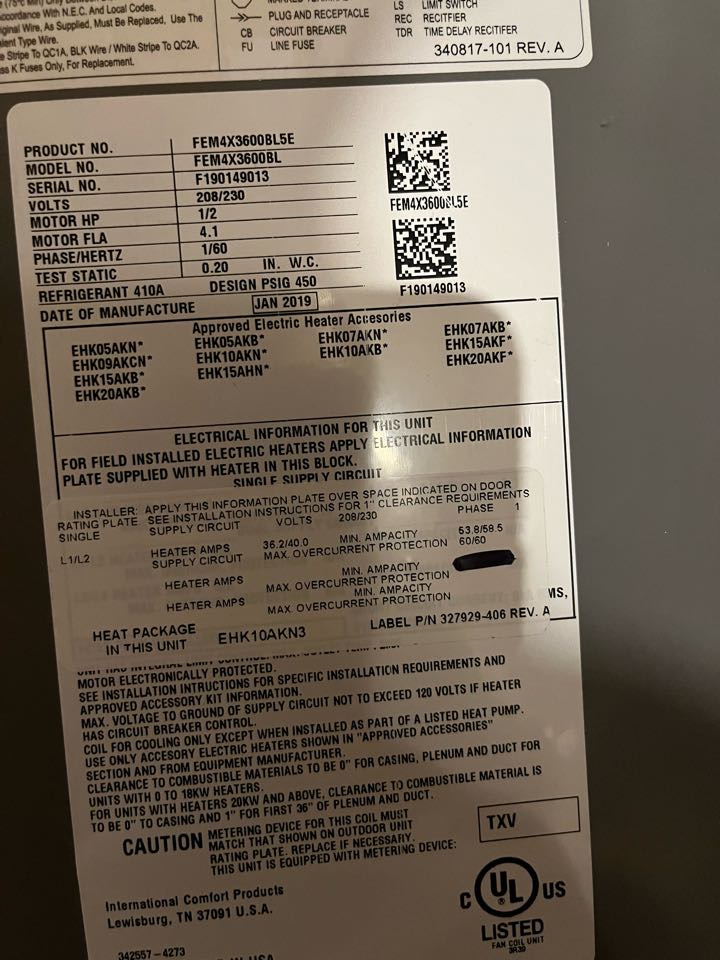 (75°C Min) Only
ccordance With N.E.C. And Local Codes.
iginal Wire, As Supplied, Must Be Replaced, Use The
lent Type Wire.
e Stripe To QC1A, BLK Wire / White Stripe To QC2A.
ss K Fuses Only, For Replacement.
PLUG AND RECEPTACLE
CB CIRCUIT BREAKER
FU LINE FUSE
LS LIMIT SWITCH
REC RECTIFIER
TDR TIME DELAY RECTIFER
340817-101 REV. A
PRODUCT NO. FEM4X3600BL5E
MODEL NO. FEM4X3600BL
SERIAL NO. F190149013
VOLTS 208/230
MOTOR HP 1/2
MOTOR FLA 4.1
PHASE/HERTZ 1/60
TEST STATIC 0.20 IN. W.C.
REFRIGERANT 410A DESIGN PSIG 450
DATE OF MANUFACTURE JAN 2019
FEM4X3600BL5E
F190149013
Approved Electric Heater Accesories
EHK05AKN* EHK05AKB* EHK07AKN* EHK07AKB*
EHK09AKCN* EHK10AKN* EHK10AKB* EHK15AKF*
EHK15AKB* EHK15AHN* EHK20AKF*
EHK20AKB*
ELECTRICAL INFORMATION FOR THIS UNIT
FOR FIELD INSTALLED ELECTRIC HEATERS APPLY ELECTRICAL INFORMATION
PLATE SUPPLIED WITH HEATER IN THIS BLOCK.
SINGLE SUPPLY CIRCUIT
INSTALLER: APPLY THIS INFORMATION PLATE OVER SPACE INDICATED ON DOOR
RATING PLATE SEE INSTALLATION INSTRUCTIONS FOR 1" CLEARANCE REQUIREMENTS
SINGLE SUPPLY CIRCUIT VOLTS 208/230 PHASE 1
L1/L2 HEATER AMPS 36.2/40.0 MIN. AMPACITY 53.8/58.5
SUPPLY CIRCUIT MAX. OVERCURRENT PROTECTION 60/60
HEATER AMPS MIN. AMPACITY
MAX. OVERCURRENT PROTECTION
HEATER AMPS MIN. AMPACITY
MAX. OVERCURRENT PROTECTION
MS,
HEAT PACKAGE
IN THIS UNIT EHK10AKN3
LABEL P/N 327929-406 REV. A
UNIT HAS INTEGRAL LIMIT CONTROL.
MOTOR ELECTRONICALLY PROTECTED.
SEE INSTALLATION INTRUCTIONS FOR SPECIFIC INSTALLATION REQUIREMENTS AND
APPROVED ACCESSORY KIT INFORMATION.
MAX. VOLTAGE TO GROUND OF SUPPLY CIRCUIT NOT TO EXCEED 120 VOLTS IF HEATER
HAS CIRCUIT BREAKER CONTROL.
COIL FOR COOLING ONLY EXCEPT WHEN INSTALLED AS PART OF A LISTED HEAT PUMP.
USE ONLY ACCESORY ELECTRIC HEATERS SHOWN IN "APPROVED ACCESSORIES"
SECTION AND FROM EQUIPMENT MANUFACTURER.
CLEARANCE TO COMBUSTIBLE MATERIALS TO BE 0" FOR CASING, PLENUM AND DUCT FOR
UNITS WITH 0 TO 18KW HEATERS.
FOR UNITS WITH HEATERS 20KW AND ABOVE, CLEARANCE TO COMBUSTIBLE MATERIAL IS
TO BE 0" TO CASING AND 1" FOR FIRST 36" OF PLENUM AND DUCT.
CAUTION METERING DEVICE FOR THIS COIL MUST
MATCH THAT SHOWN ON OUTDOOR UNIT
RATING PLATE. REPLACE IF NECESSARY.
THIS UNIT IS EQUIPPED WITH METERING DEVICE:
TXV
International Comfort Products
Lewisburg, TN 37091 U.S.A.
C UL US
®
LISTED
FAN COIL UNIT
3R39
342557-4273